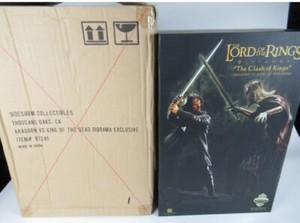 SIDESHOW COLLECTIBLES
THOUSAND OAKS, CA
ARAGORN VS KING OF THE DEAD DIORAMA EXCLUSIVE
ITEM# 97241
MADE IN CHINA
THE
LORD OF THE RINGS
"The Clash of Kings"